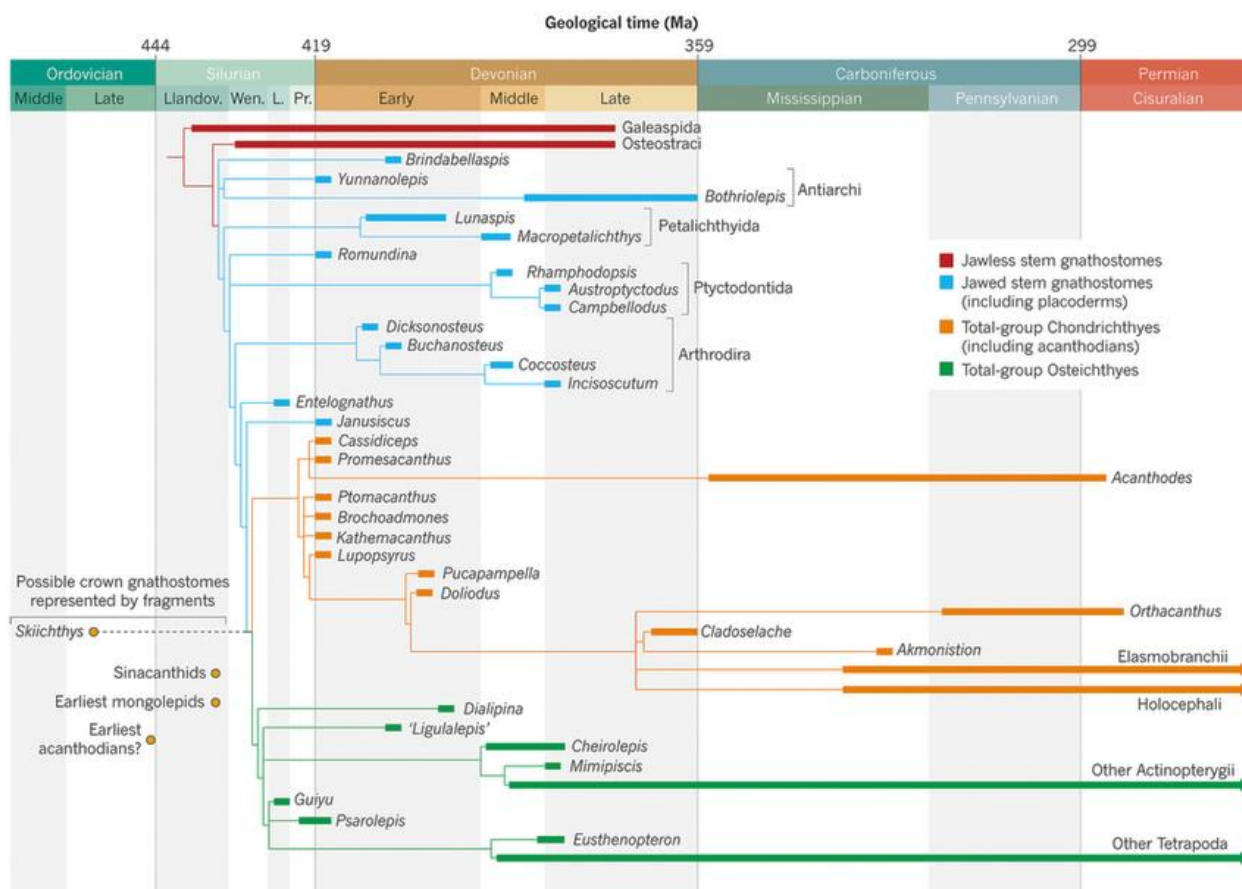 Geological time (Ma)
444 419 359 299
Ordovician Silurian Devonian Carboniferous Permian
Middle Late Llandov. Wen. L. Pr. Early Middle Late Mississippian Pennsylvanian Cisuralian
Galeaspida
Osteostraci
Brindabellaspis
Yunnanolepis
Bothriolepis
Antiarchi
Lunaspis
Petalichthyida
Macropetalichthys
Romundina
Rhamphodopsis
Austroptyctodus
Ptyctodontida
Campbellodus
Dicksonosteus
Buchanosteus
Arthrodira
Coccosteus
Incisoscutum
Jawless stem gnathostomes
Jawed stem gnathostomes
(including placoderms)
Total-group Chondrichthyes
(including acanthodians)
Total-group Osteichthyes
Entelognathus
Janusiscus
Cassidiceps
Promesacanthus
Acanthodes
Ptomacanthus
Brochoadmones
Kathemacanthus
Lupopsyrus
Pucapampella
Doliodus
Possible crown gnathostomes
represented by fragments
Orthacanthus
Skiichthys
Cladoselache
Akmonistion
Elasmobranchii
Sinacanthids
Holocephali
Earliest mongolepids
Earliest
acanthodians?
Dialipina
‘Ligulalepis’
Cheirolepis
Mimipiscis
Other Actinopterygii
Guiyu
Psarolepis
Eusthenopteron
Other Tetrapoda